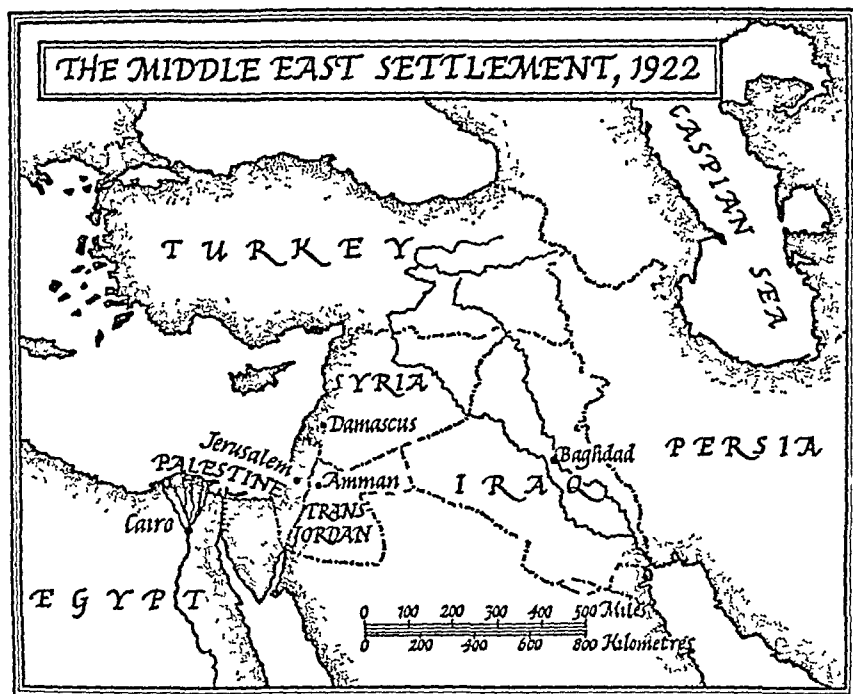 THE MIDDLE EAST SETTLEMENT, 1922
CASPIAN SEA
TURKEY
SYRIA
Damascus
Jerusalem
PALESTINE
Amman
TRANS-
JORDAN
Baghdad
IRAQ
PERSIA
Cairo
EGYPT
0 100 200 300 400 500 Miles
0 200 400 600 800 Kilometres